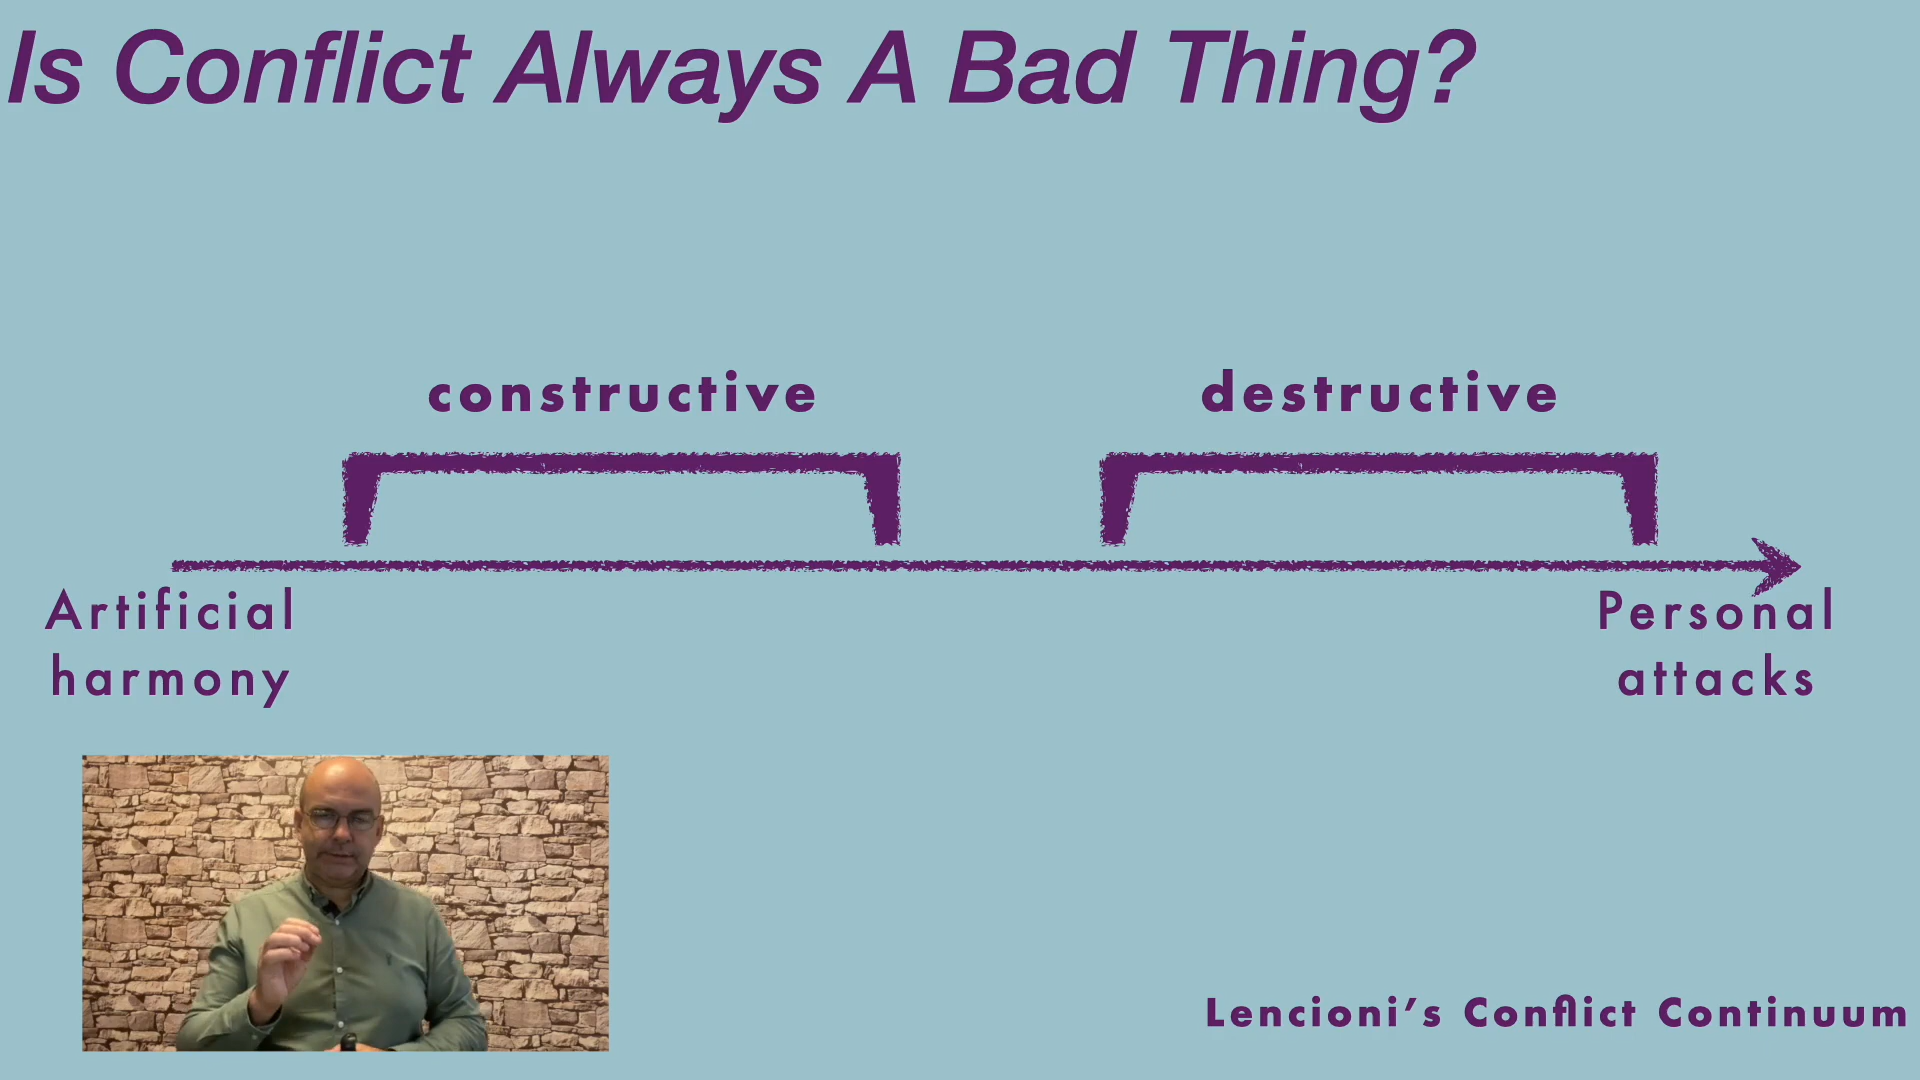 Is Conflict Always A Bad Thing?
constructive
destructive
Artificial
harmony
Personal
attacks
Lencioni’s Conflict Continuum